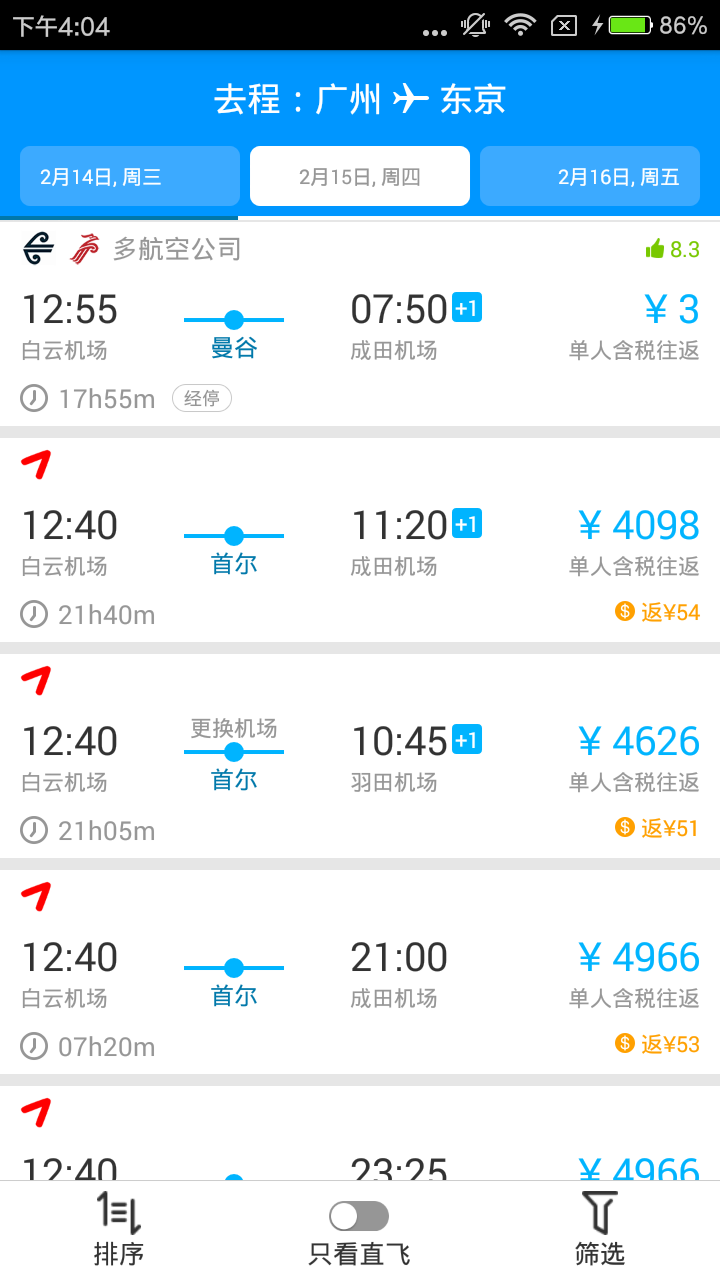 下午4:04 ... 86%
去程：广州 东京
2月14日, 周三 2月15日, 周四 2月16日, 周五
多航空公司 8.3
12:55 07:50 +1 ¥ 3
白云机场 曼谷 成田机场 单人含税往返
17h55m 经停
12:40 11:20 +1 ¥ 4098
白云机场 首尔 成田机场 单人含税往返
21h40m 返¥54
更换机场
12:40 10:45 +1 ¥ 4626
白云机场 首尔 羽田机场 单人含税往返
21h05m 返¥51
12:40 21:00 ¥ 4966
白云机场 首尔 成田机场 单人含税往返
07h20m 返¥53
12:40 23:25 ¥ 4966
排序 只看直飞 筛选